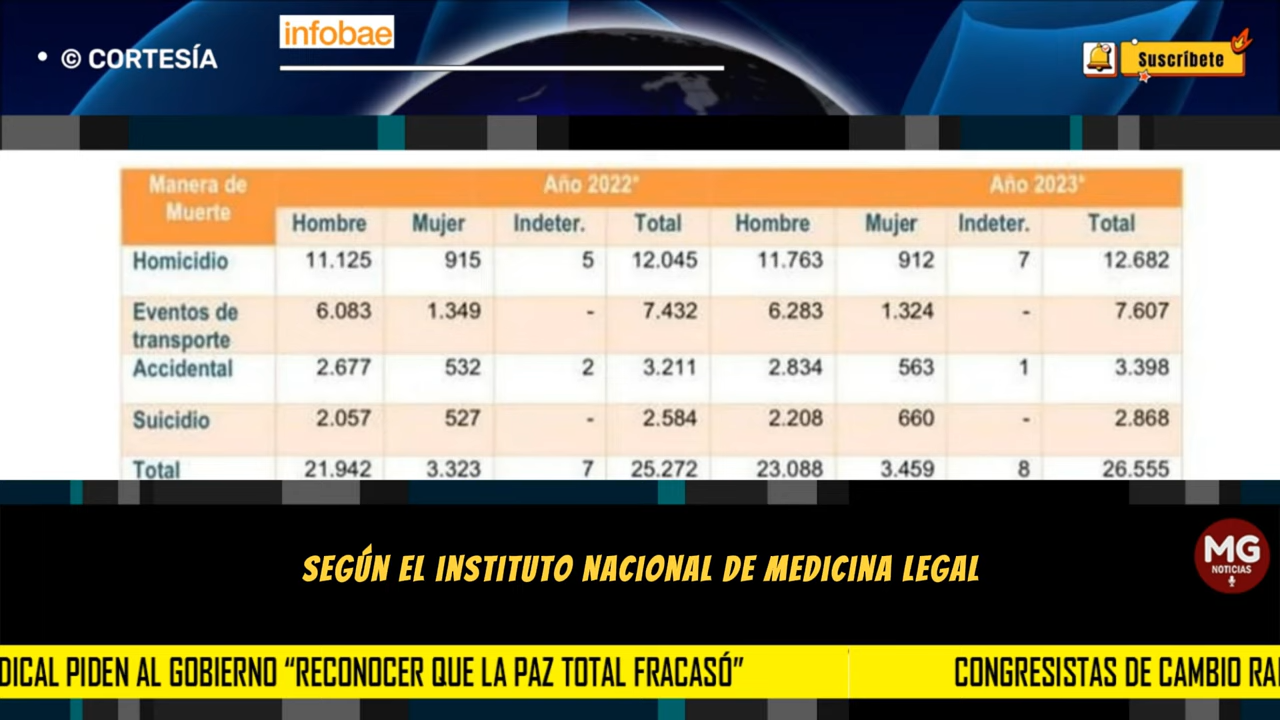 • © CORTESÍA
infobae
Suscríbete
Manera de Muerte Año 2022* Año 2023*
Hombre Mujer Indeter. Total Hombre Mujer Indeter. Total
Homicidio 11.125 915 5 12.045 11.763 912 7 12.682
Eventos de transporte 6.083 1.349 - 7.432 6.283 1.324 - 7.607
Accidental 2.677 532 2 3.211 2.834 563 1 3.398
Suicidio 2.057 527 - 2.584 2.208 660 - 2.868
Total 21.942 3.323 7 25.272 23.088 3.459 8 26.555
SEGÚN EL INSTITUTO NACIONAL DE MEDICINA LEGAL
MG
NOTICIAS
DICAL PIDEN AL GOBIERNO “RECONOCER QUE LA PAZ TOTAL FRACASÓ” CONGRESISTAS DE CAMBIO RA